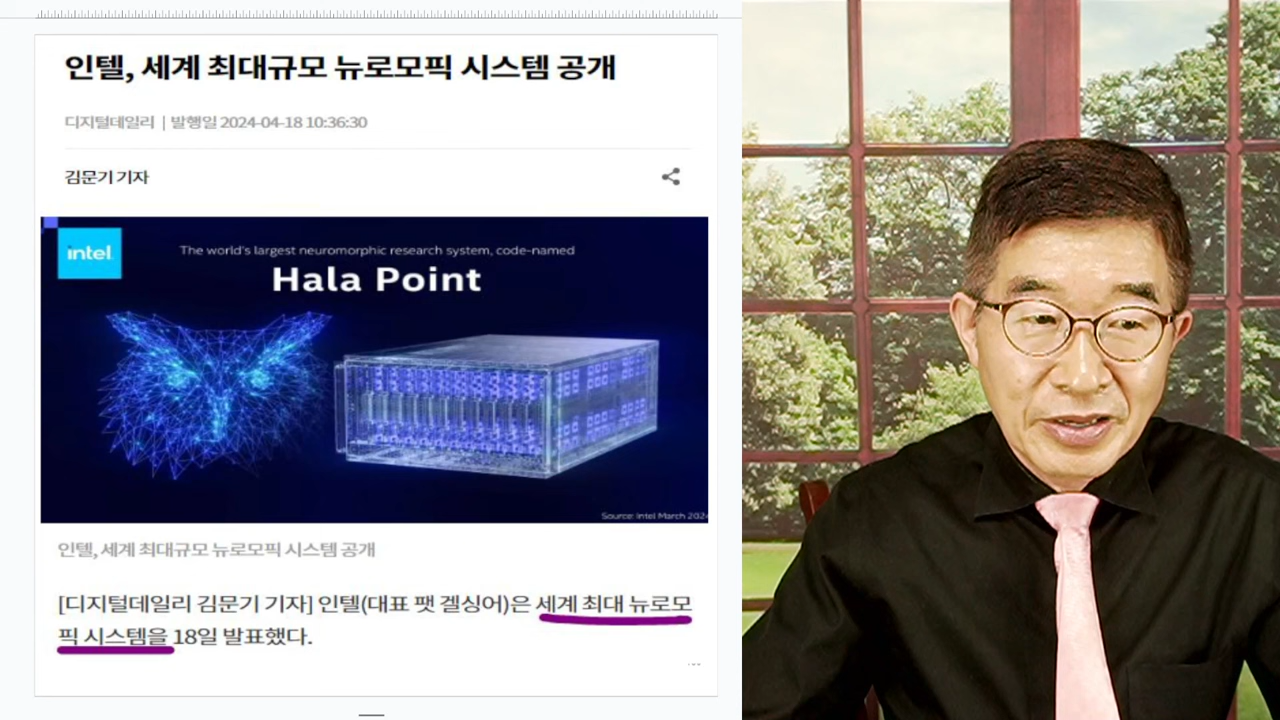 인텔, 세계 최대규모 뉴로모픽 시스템 공개
디지털데일리 | 발행일 2024-04-18 10:36:30
김문기 기자
intel
The world's largest neuromorphic research system, code-named
Hala Point
Source: Intel March 2024
인텔, 세계 최대규모 뉴로모픽 시스템 공개
[디지털데일리 김문기 기자] 인텔(대표 팻 겔싱어)은 세계 최대 뉴로모
픽 시스템을 18일 발표했다.